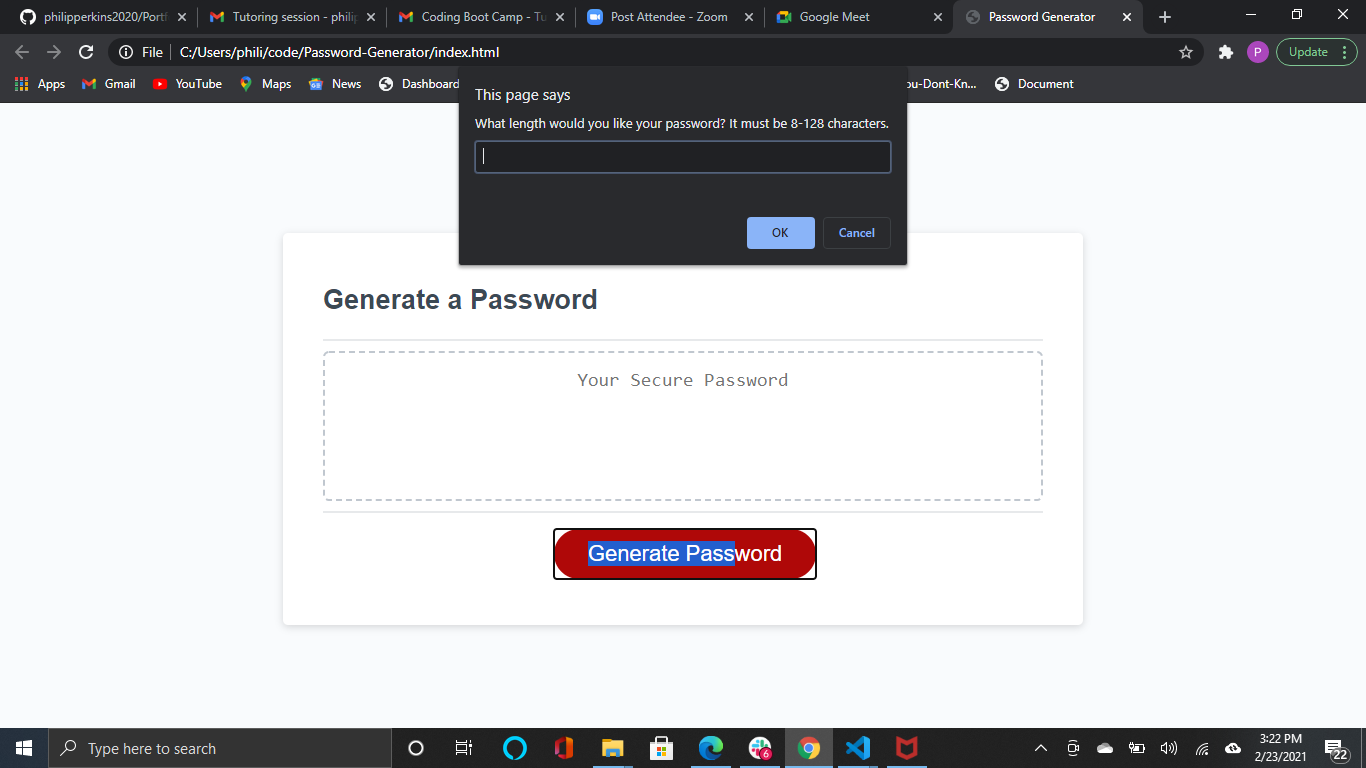 philipperkins2020/Portf
Tutoring session - philip
Coding Boot Camp - Tu
Post Attendee - Zoom
Google Meet
Password Generator
File
C:/Users/phili/code/Password-Generator/index.html
P
Update
Apps
Gmail
YouTube
Maps
News
Dashboard
ou-Dont-Kn...
Document
This page says
What length would you like your password? It must be 8-128 characters.
OK
Cancel
Generate a Password
Your Secure Password
Generate Password
Type here to search
6
3:22 PM
2/23/2021
22